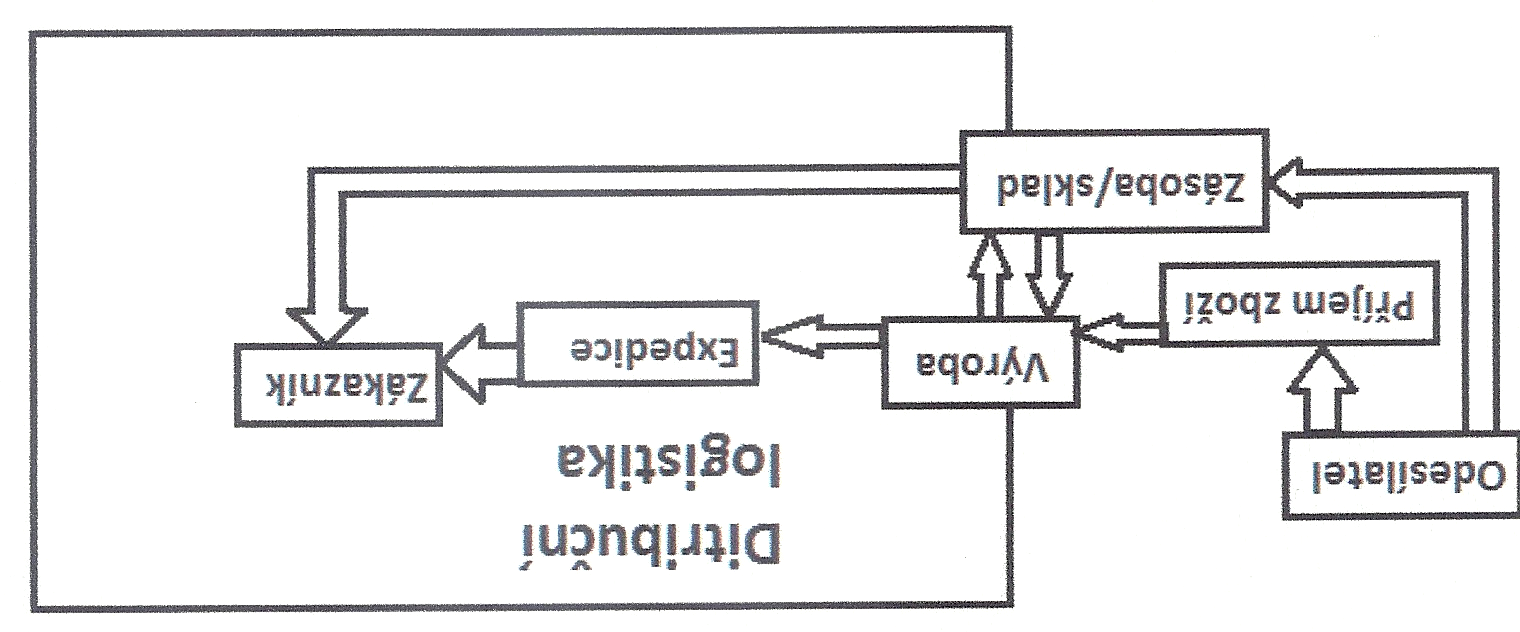 Ditribuční
logistika
Odesílatel
Výroba
Expedice
Zákazník
Příjem zboží
Zásoba/sklad